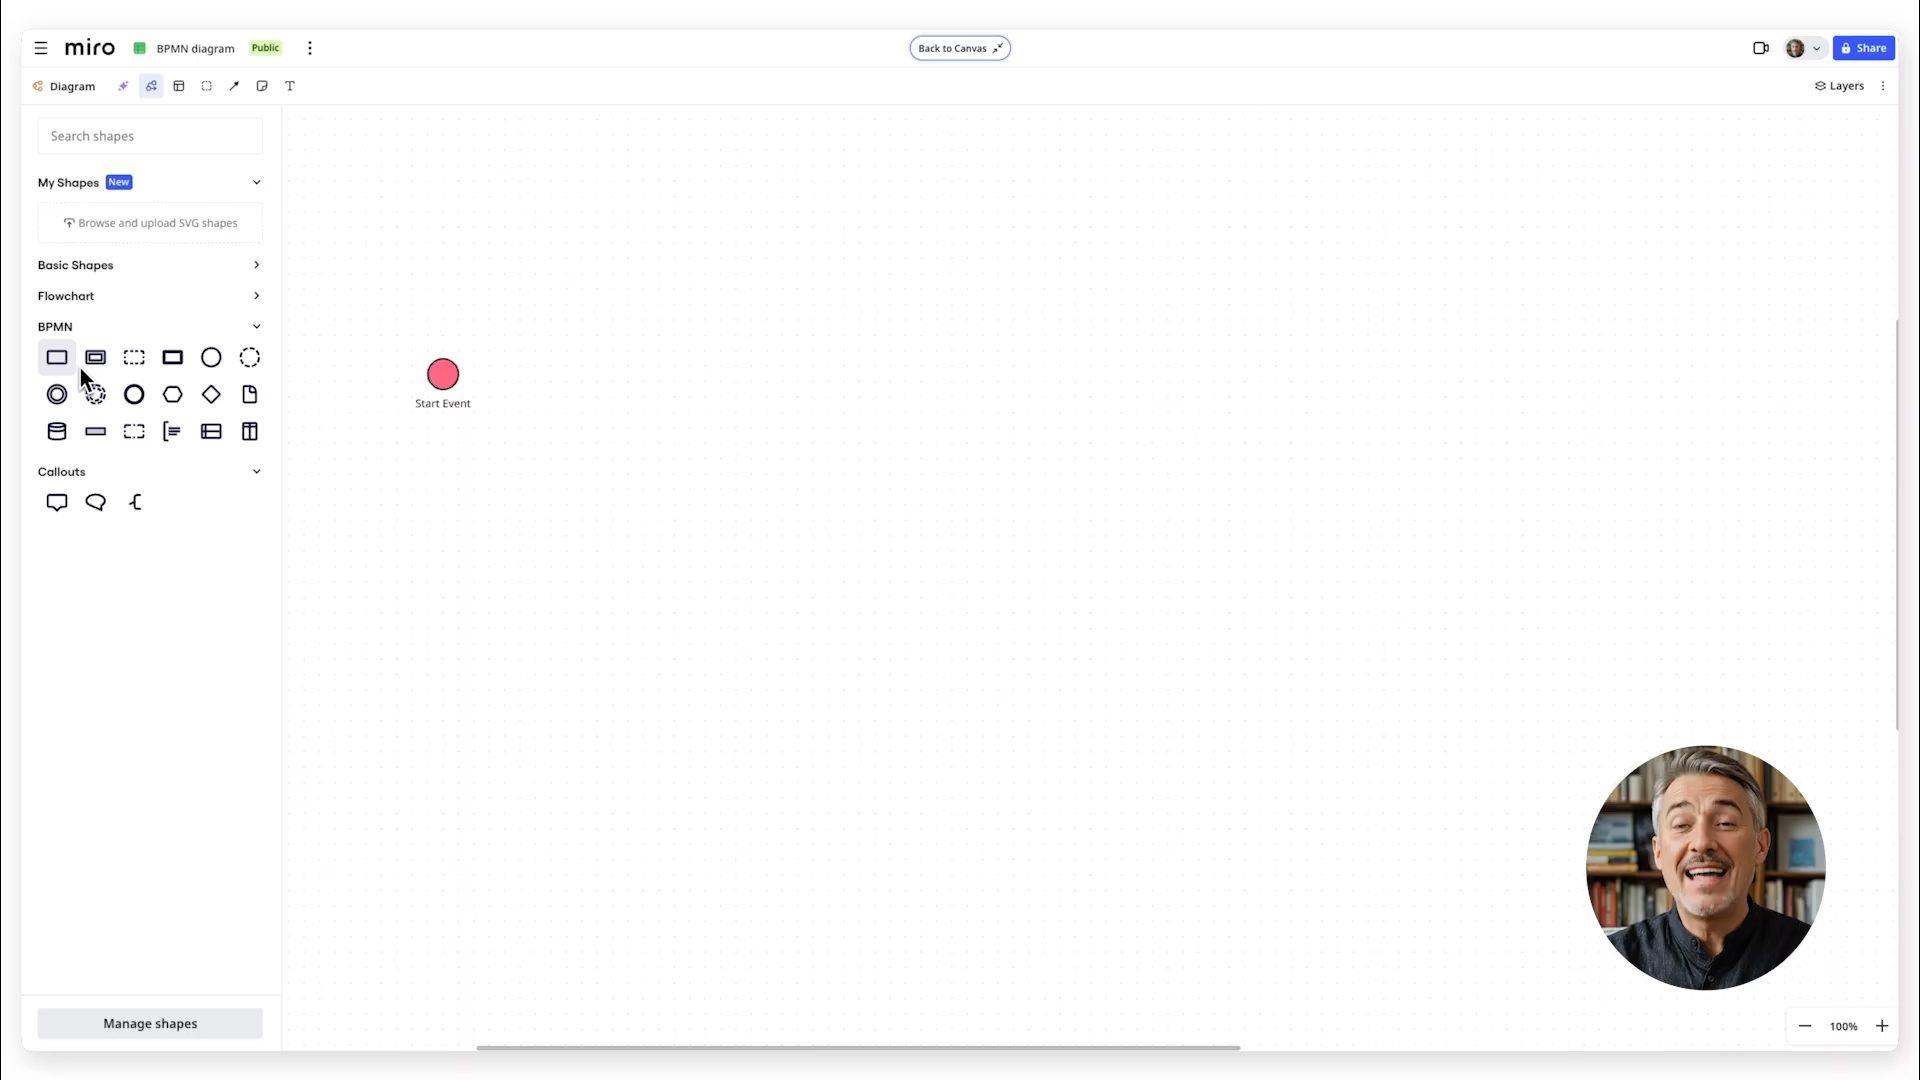 miro
BPMN diagram
Public
Back to Canvas
Share
Diagram
Layers
Search shapes
My Shapes New
Browse and upload SVG shapes
Basic Shapes
Flowchart
BPMN
Callouts
Start Event
Manage shapes
100%